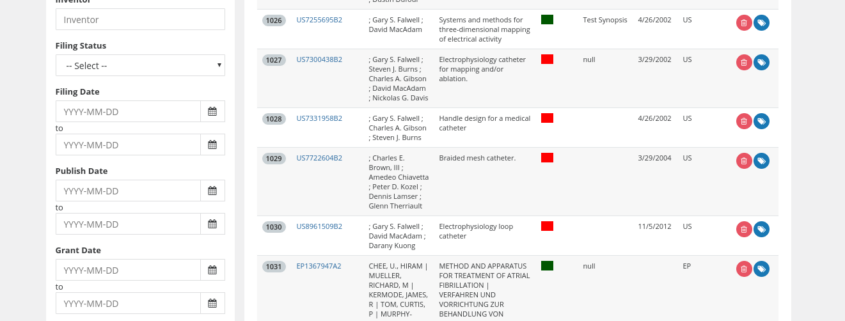 Inventor
Filing Status
-- Select --
Filing Date
YYYY-MM-DD
to
YYYY-MM-DD
Publish Date
YYYY-MM-DD
to
YYYY-MM-DD
Grant Date
YYYY-MM-DD
to
YYYY-MM-DD
1026 US7255695B2 ; Gary S. Falwell ; Systems and methods for Test Synopsis 4/26/2002 US
David MacAdam three-dimensional mapping
of electrical activity
1027 US7300438B2 ; Gary S. Falwell ; Electrophysiology catheter null 3/29/2002 US
Steven J. Burns ; for mapping and/or
Charles A. Gibson ablation.
; David MacAdam
; Nickolas G. Davis
1028 US7331958B2 ; Gary S. Falwell ; Handle design for a medical 4/26/2002 US
Charles A. Gibson catheter
; Steven J. Burns
1029 US7722604B2 ; Charles E. Braided mesh catheter. 3/29/2004 US
Brown, III ;
Amedeo Chiavetta
; Peter D. Kozel ;
Dennis Lamser ;
Glenn Therriault
1030 US8961509B2 ; Gary S. Falwell ; Electrophysiology loop 11/5/2012 US
David MacAdam ; catheter
Darany Kuong
1031 EP1367947A2 CHEE, U., HIRAM | METHOD AND APPARATUS null EP
MUELLER, FOR TREATMENT OF ATRIAL
RICHARD, M | FIBRILLATION |
KERMODE, JAMES, VERFAHREN UND
R | TOM, CURTIS, VORRICHTUNG ZUR
P | MURPHY- BEHANDLUNG VON